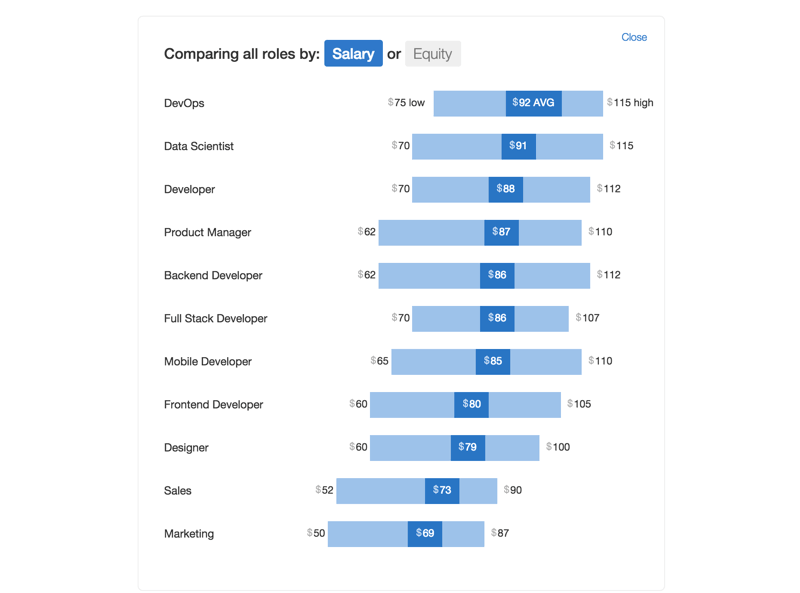 Close
Comparing all roles by: Salary or Equity
DevOps $75 low $92 AVG $115 high
Data Scientist $70 $91 $115
Developer $70 $88 $112
Product Manager $62 $87 $110
Backend Developer $62 $86 $112
Full Stack Developer $70 $86 $107
Mobile Developer $65 $85 $110
Frontend Developer $60 $80 $105
Designer $60 $79 $100
Sales $52 $73 $90
Marketing $50 $69 $87